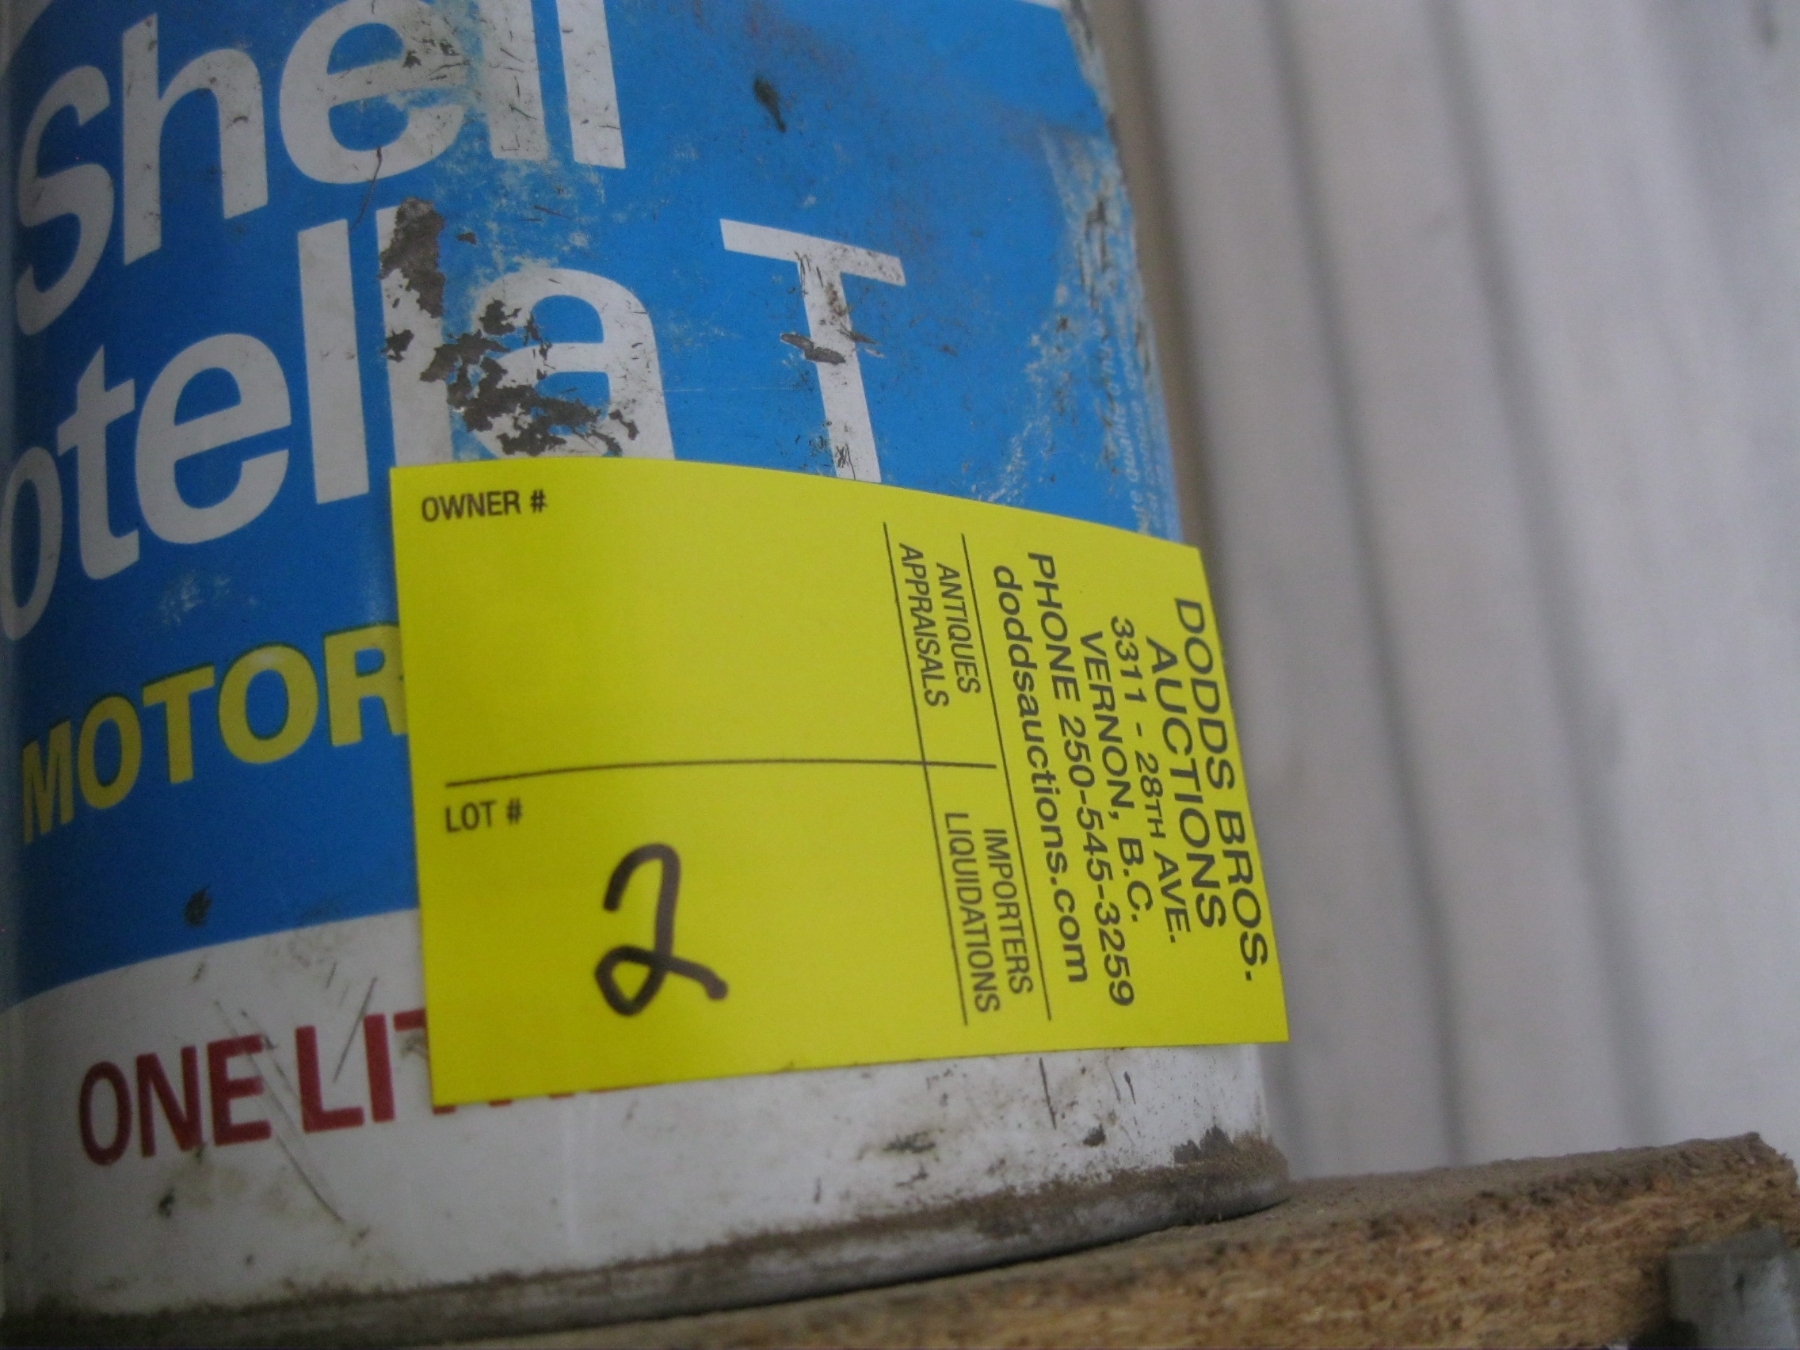 shell
otella T
MOTOR
ONE LIT
OWNER #
LOT #
2
DODDS BROS.
AUCTIONS
3311 - 28TH AVE.
VERNON, B.C.
PHONE 250-545-3259
doddsauctions.com
ANTIQUES
APPRAISALS
IMPORTERS
LIQUIDATIONS